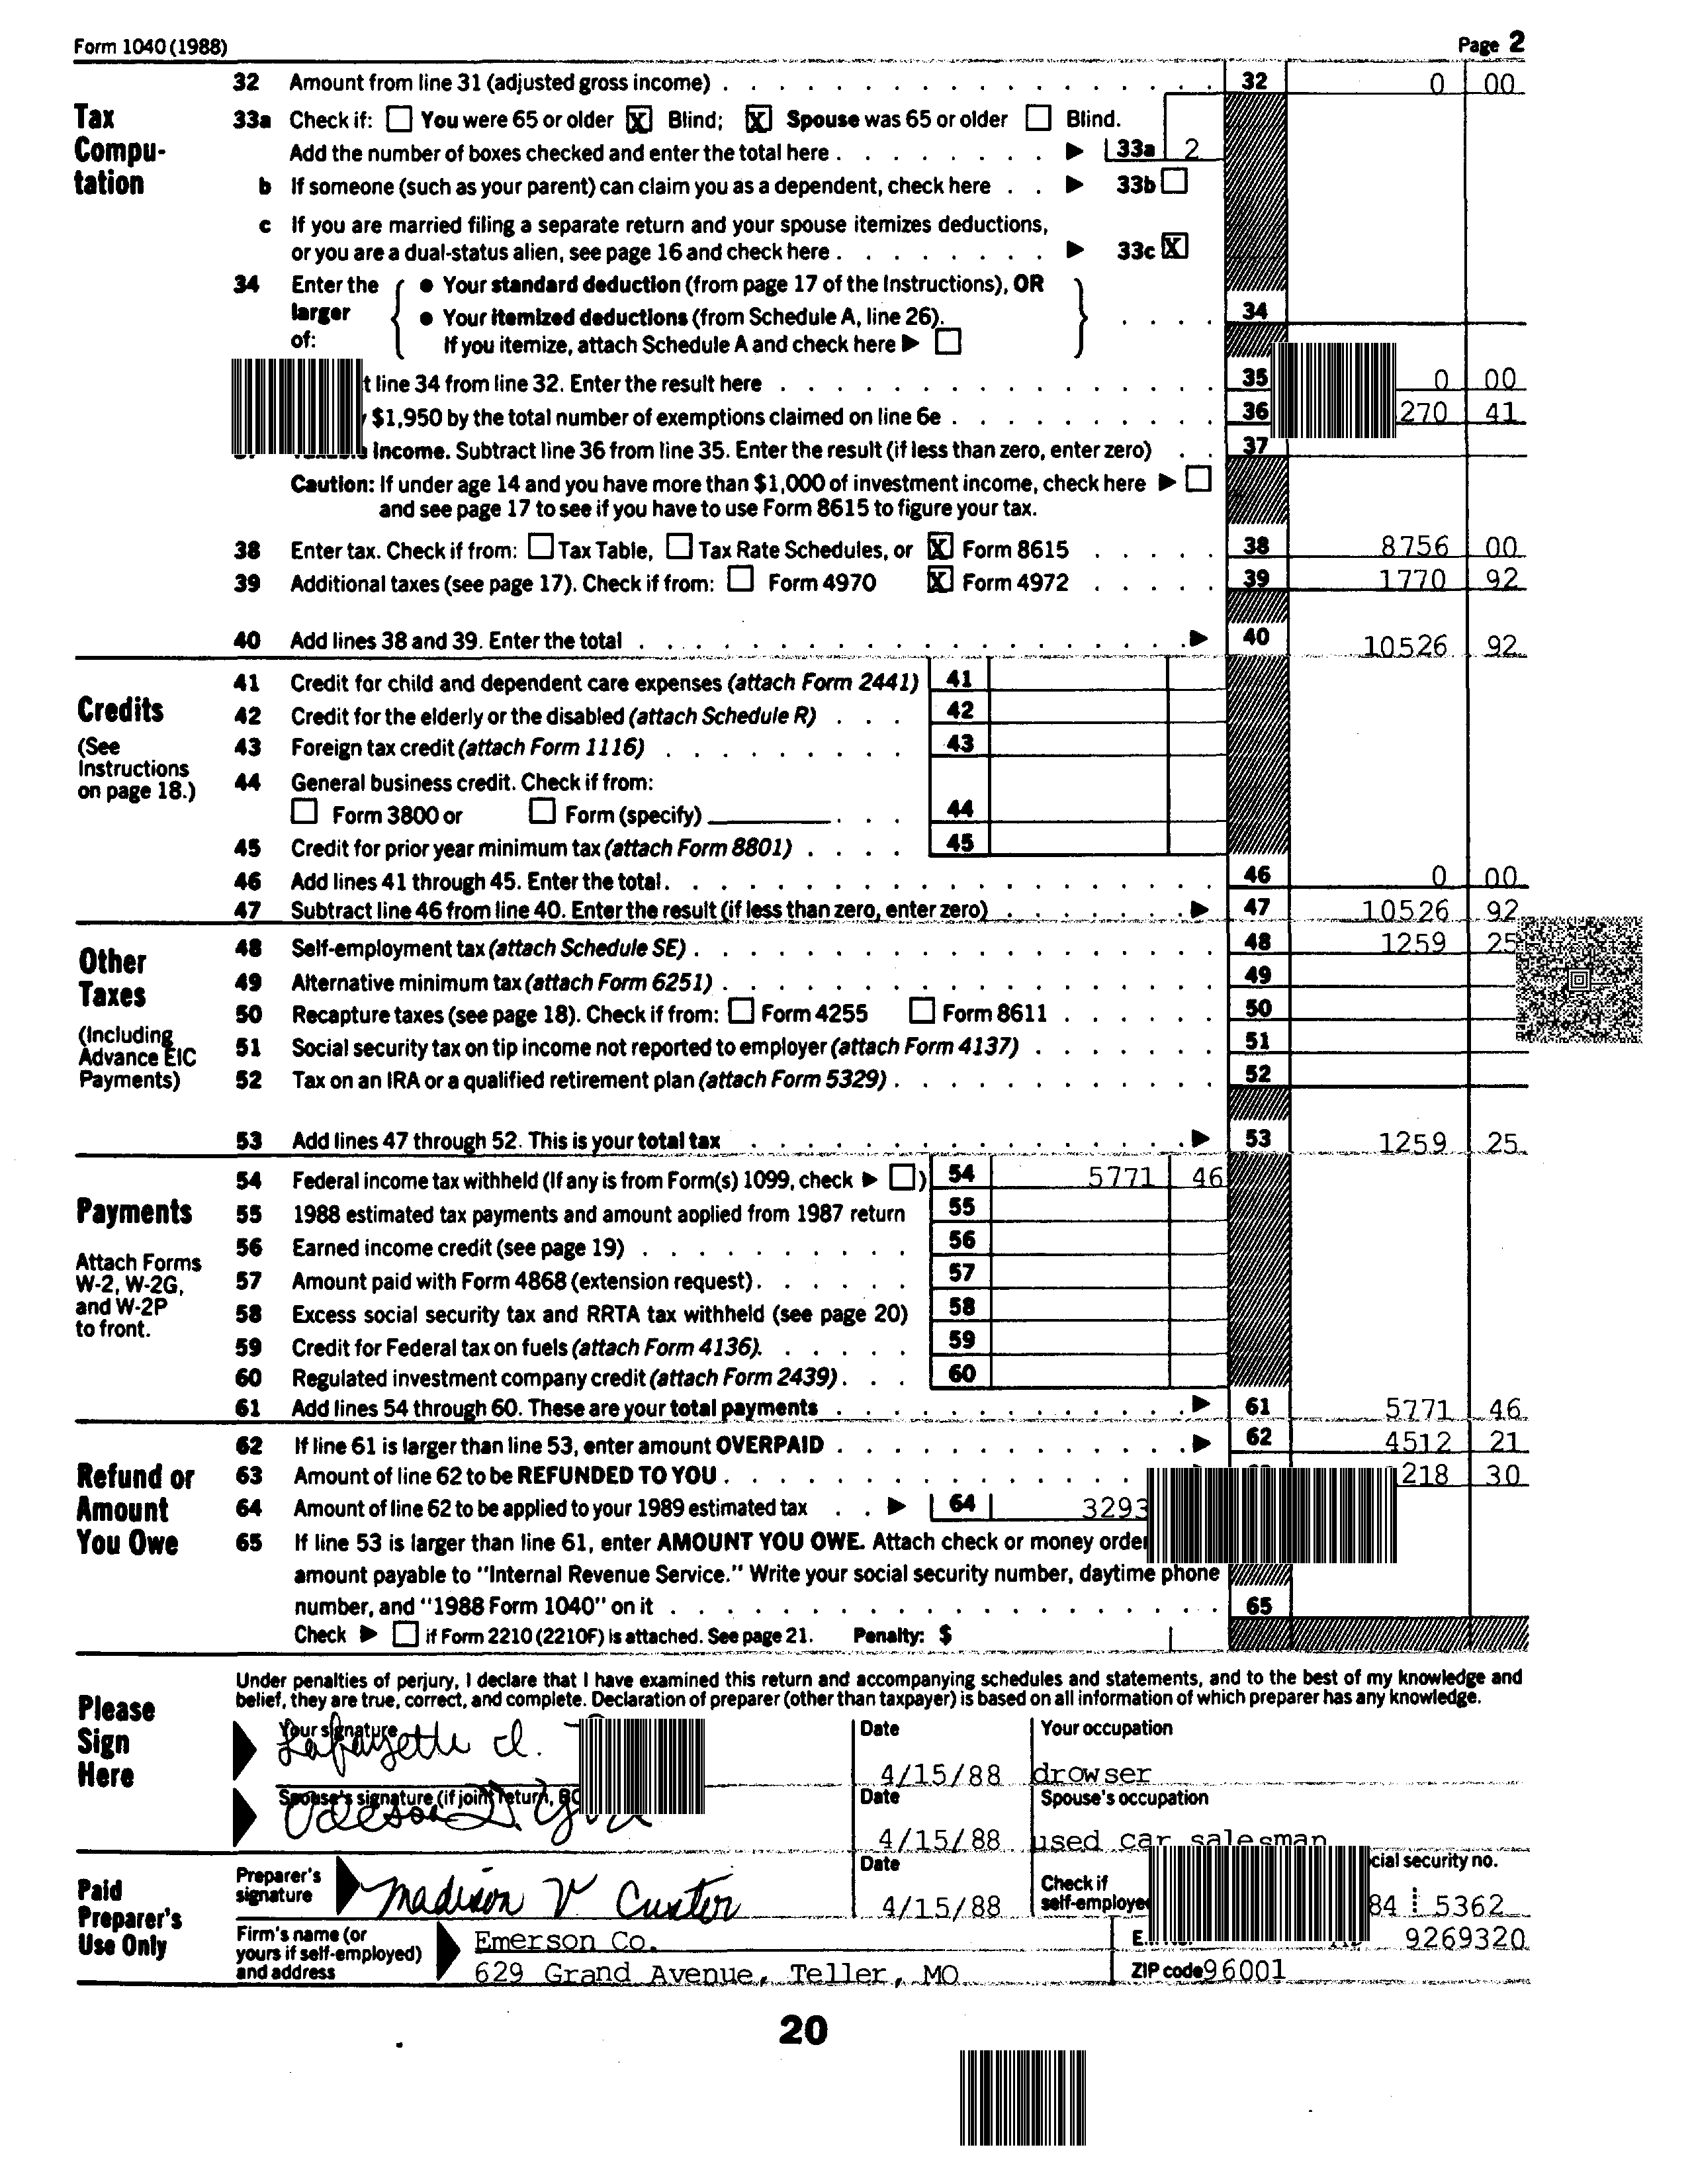 Form 1040 (1988) Page 2
32 Amount from line 31 (adjusted gross income) 32 0 00
Tax Computation
33a Check if: You were 65 or older X Blind; X Spouse was 65 or older Blind.
Add the number of boxes checked and enter the total here 33a 2
b If someone (such as your parent) can claim you as a dependent, check here 33b
c If you are married filing a separate return and your spouse itemizes deductions,
or you are a dual-status alien, see page 16 and check here 33c X
34 Enter the larger of: • Your standard deduction (from page 17 of the Instructions), OR
• Your itemized deductions (from Schedule A, line 26). 34
If you itemize, attach Schedule A and check here
t line 34 from line 32. Enter the result here 35 0 00
$1,950 by the total number of exemptions claimed on line 6e 36 270 41
Income. Subtract line 36 from line 35. Enter the result (if less than zero, enter zero) 37
Caution: If under age 14 and you have more than $1,000 of investment income, check here
and see page 17 to see if you have to use Form 8615 to figure your tax.
38 Enter tax. Check if from: Tax Table, Tax Rate Schedules, or X Form 8615 38 8756 00
39 Additional taxes (see page 17). Check if from: Form 4970 X Form 4972 39 1770 92
40 Add lines 38 and 39. Enter the total 40 10526 92
Credits
(See Instructions on page 18.)
41 Credit for child and dependent care expenses (attach Form 2441) 41
42 Credit for the elderly or the disabled (attach Schedule R) 42
43 Foreign tax credit (attach Form 1116) 43
44 General business credit. Check if from:
Form 3800 or Form (specify) 44
45 Credit for prior year minimum tax (attach Form 8801) 45
46 Add lines 41 through 45. Enter the total 46 0 00
47 Subtract line 46 from line 40. Enter the result (if less than zero, enter zero) 47 10526 92
Other Taxes
(Including Advance EIC Payments)
48 Self-employment tax (attach Schedule SE) 48 1259 25
49 Alternative minimum tax (attach Form 6251) 49
50 Recapture taxes (see page 18). Check if from: Form 4255 Form 8611 50
51 Social security tax on tip income not reported to employer (attach Form 4137) 51
52 Tax on an IRA or a qualified retirement plan (attach Form 5329) 52
53 Add lines 47 through 52. This is your total tax 53 1259 25
Payments
Attach Forms W-2, W-2G, and W-2P to front.
54 Federal income tax withheld (If any is from Form(s) 1099, check ) 54 5771 46
55 1988 estimated tax payments and amount applied from 1987 return 55
56 Earned income credit (see page 19) 56
57 Amount paid with Form 4868 (extension request) 57
58 Excess social security tax and RRTA tax withheld (see page 20) 58
59 Credit for Federal tax on fuels (attach Form 4136) 59
60 Regulated investment company credit (attach Form 2439) 60
61 Add lines 54 through 60. These are your total payments 61 5771 46
Refund or Amount You Owe
62 If line 61 is larger than line 53, enter amount OVERPAID 62 4512 21
63 Amount of line 62 to be REFUNDED TO YOU 218 30
64 Amount of line 62 to be applied to your 1989 estimated tax 64 3293
65 If line 53 is larger than line 61, enter AMOUNT YOU OWE. Attach check or money order
amount payable to "Internal Revenue Service." Write your social security number, daytime phone
number, and "1988 Form 1040" on it 65
Check if Form 2210 (2210F) is attached. See page 21. Penalty: $
Please Sign Here
Under penalties of perjury, I declare that I have examined this return and accompanying schedules and statements, and to the best of my knowledge and
belief, they are true, correct, and complete. Declaration of preparer (other than taxpayer) is based on all information of which preparer has any knowledge.
Your signature Date Your occupation
Lafayette d. 4/15/88 drowser
Spouse's signature (if joint return, Date Spouse's occupation
4/15/88 used car salesman
Paid Preparer's Use Only
Preparer's signature Madison V Custer Date 4/15/88 Check if self-employed cial security no. 84 5362
Firm's name (or yours if self-employed) and address Emerson Co. 9269320
629 Grand Avenue, Teller, MO ZIP code 96001
20